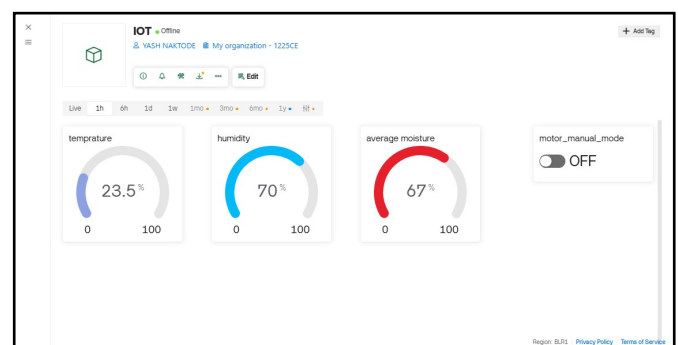 IOT Offline
YASH NAKTODE My organization - 1225CE
+ Add Tag
Edit
Live 1h 6h 1d 1w 1mo 3mo 6mo 1y
temprature
23.5 %
0 100
humidity
70 %
0 100
average moisture
67 %
0 100
motor_manual_mode
OFF
Region: BLR1 Privacy Policy Terms of Service